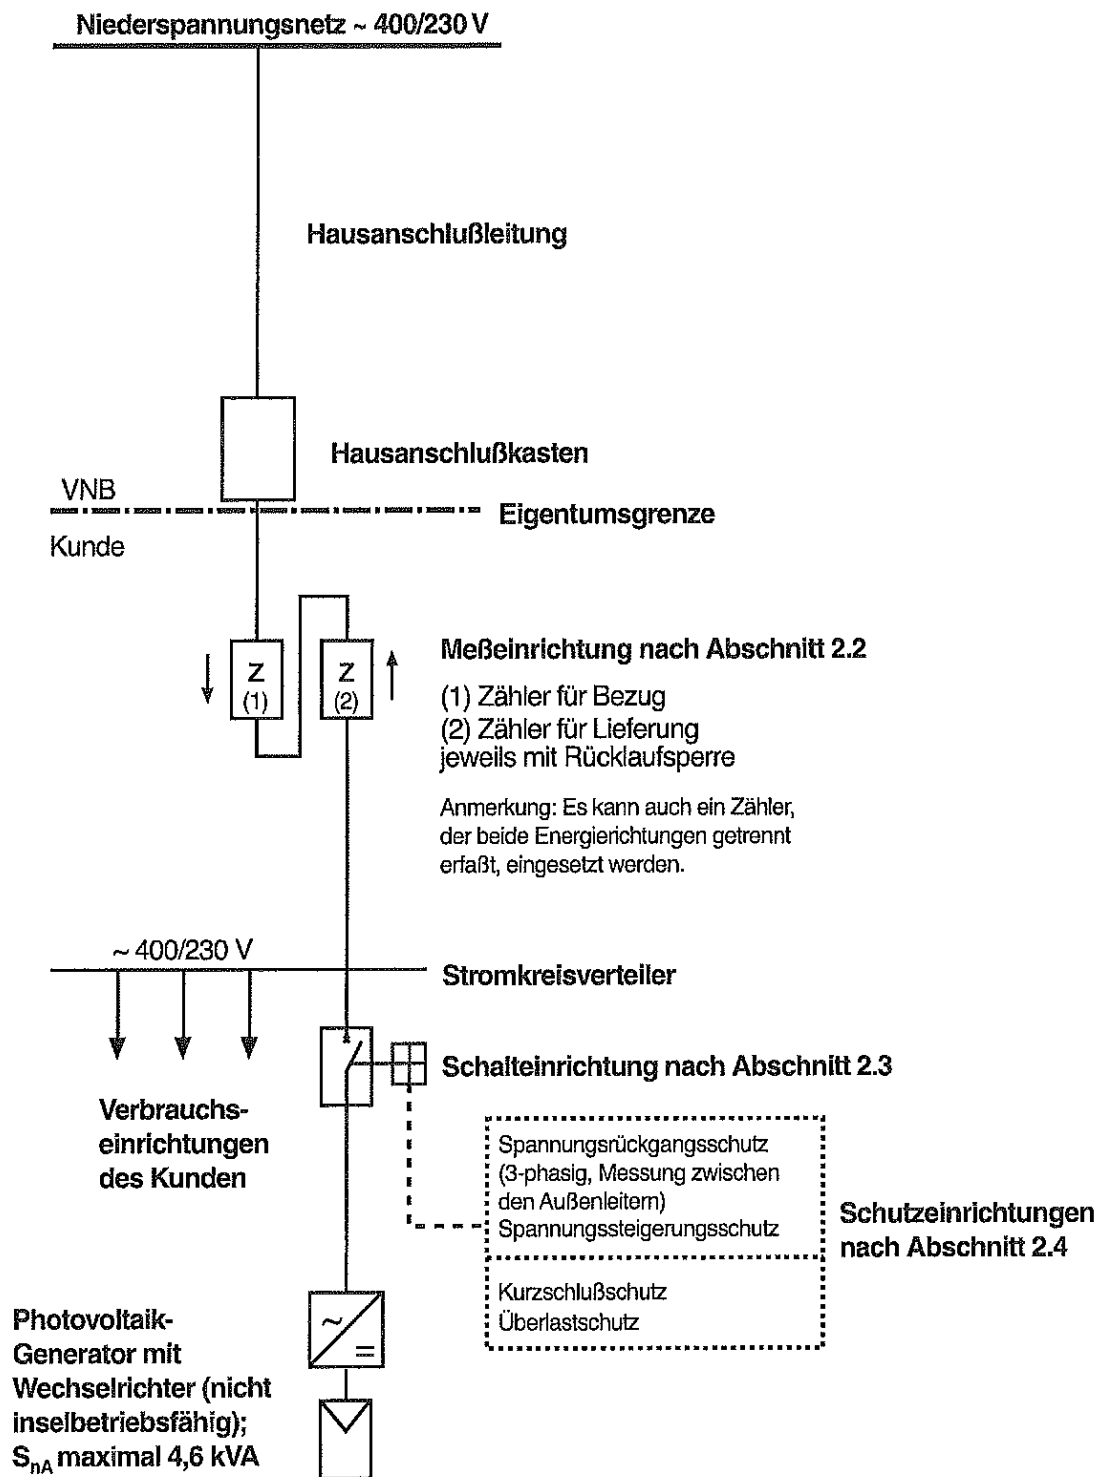 Niederspannungsnetz ~ 400/230 V
Hausanschlußleitung
Hausanschlußkasten
VNB
Eigentumsgrenze
Kunde
Z
(1)
Z
(2)
Meßeinrichtung nach Abschnitt 2.2
(1) Zähler für Bezug
(2) Zähler für Lieferung
jeweils mit Rücklaufsperre
Anmerkung: Es kann auch ein Zähler,
der beide Energierichtungen getrennt
erfaßt, eingesetzt werden.
~ 400/230 V
Stromkreisverteiler
Schalteinrichtung nach Abschnitt 2.3
Verbrauchs-
einrichtungen
des Kunden
Spannungsrückgangsschutz
(3-phasig, Messung zwischen
den Außenleitern)
Spannungssteigerungsschutz
Schutzeinrichtungen
nach Abschnitt 2.4
Kurzschlußschutz
Überlastschutz
Photovoltaik-
Generator mit
Wechselrichter (nicht
inselbetriebsfähig);
SnA maximal 4,6 kVA
~
=